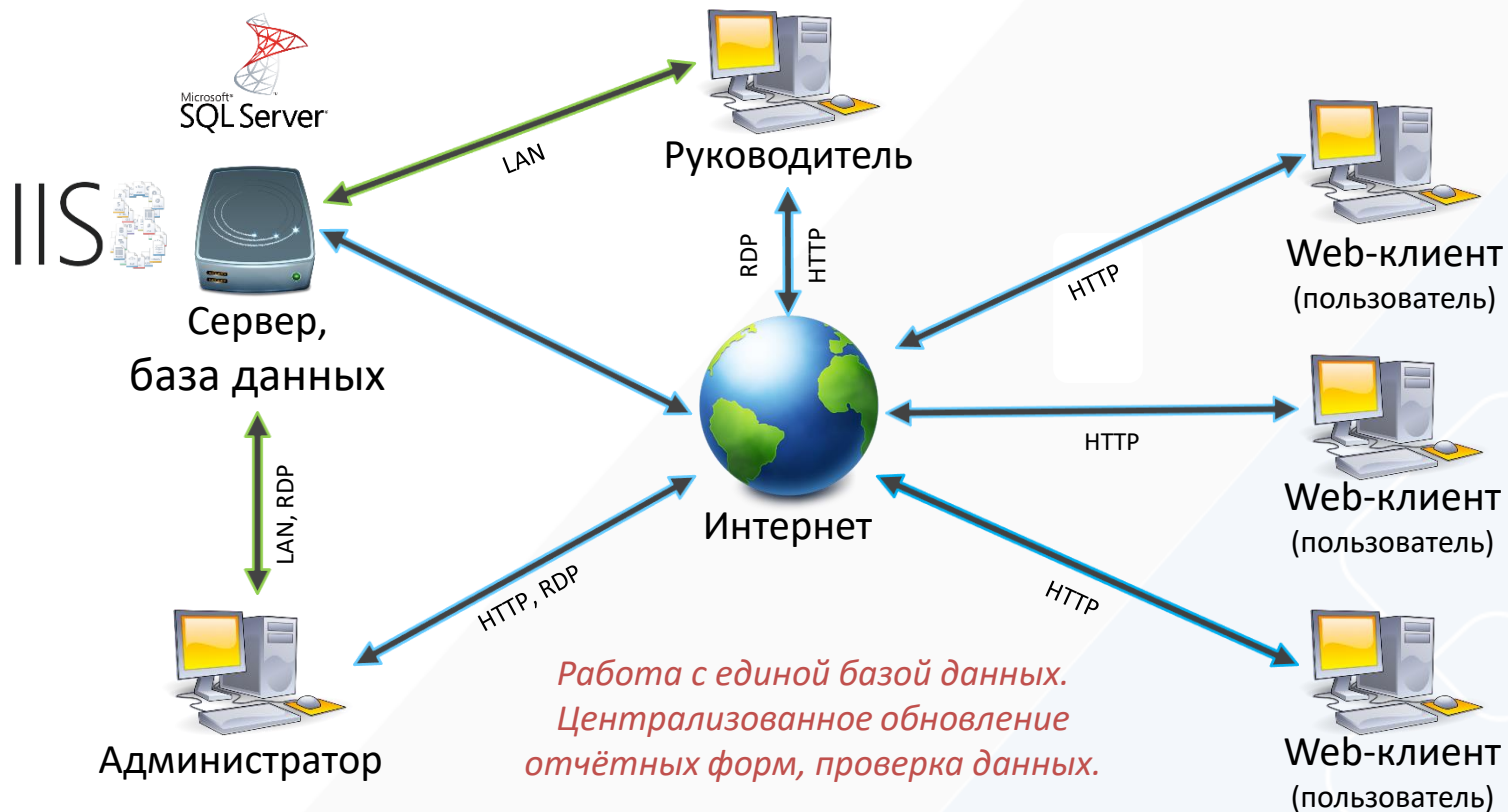 Microsoft®
SQL Server
IIS8
Сервер,
база данных
LAN
Руководитель
RDP
HTTP
HTTP
Web-клиент
(пользователь)
HTTP
Web-клиент
(пользователь)
Интернет
LAN, RDP
HTTP, RDP
HTTP
Администратор
Работа с единой базой данных.
Централизованное обновление
отчётных форм, проверка данных.
Web-клиент
(пользователь)